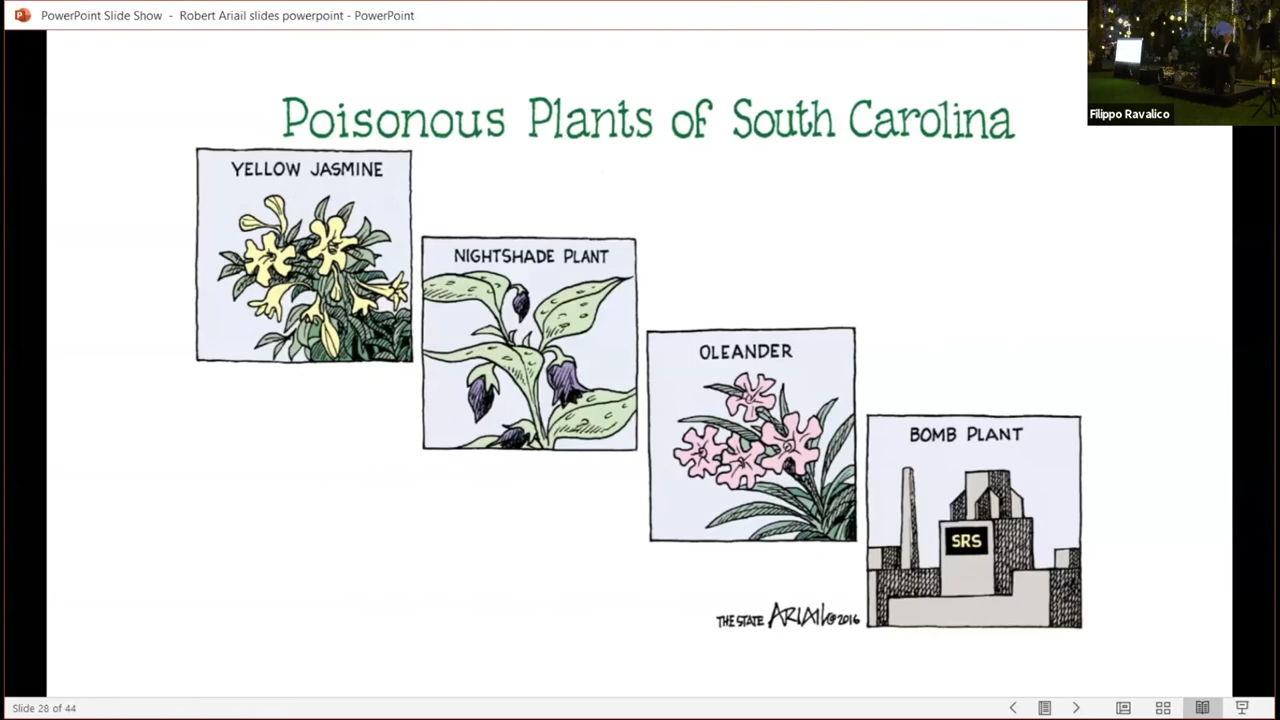 PowerPoint Slide Show - Robert Ariail slides powerpoint - PowerPoint
Filippo Ravalico
Poisonous Plants of South Carolina
YELLOW JASMINE
NIGHTSHADE PLANT
OLEANDER
BOMB PLANT
SRS
THE STATE ARIAIL©2016
Slide 28 of 44